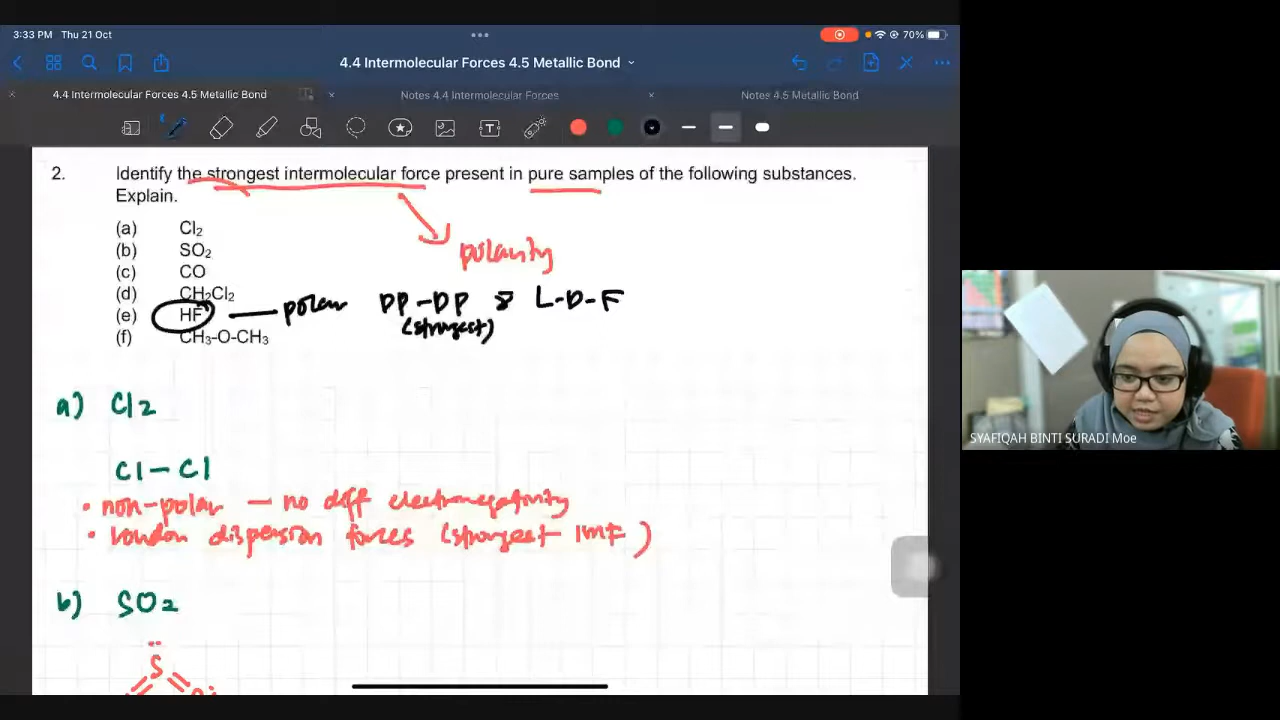 3:33 PM Thu 21 Oct
70%
4.4 Intermolecular Forces 4.5 Metallic Bond
4.4 Intermolecular Forces 4.5 Metallic Bond
Notes 4.4 Intermolecular Forces
Notes 4.5 Metallic Bond
2. Identify the strongest intermolecular force present in pure samples of the following substances.
Explain.
(a) Cl2
(b) SO2
(c) CO
(d) CH2Cl2
(e) HF
(f) CH3-O-CH3
polarity
polar DP-DP & L-D-F
(strongest)
a) Cl2
Cl - Cl
• non-polar - no diff electronegativity
• London dispersion forces (strongest IMF)
b) SO2
S
SYAFIQAH BINTI SURADI Moe